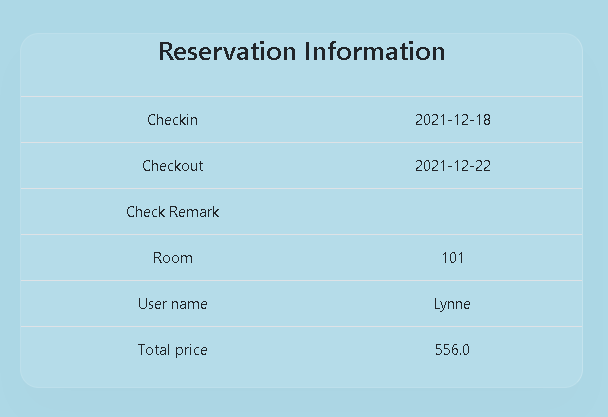 Reservation Information
Checkin 2021-12-18
Checkout 2021-12-22
Check Remark
Room 101
User name Lynne
Total price 556.0